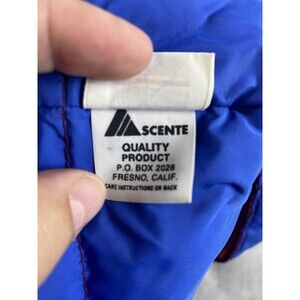 ASCENTE
QUALITY
PRODUCT
P.O. BOX 2028
FRESNO, CALIF.
CARE INSTRUCTIONS ON BACK